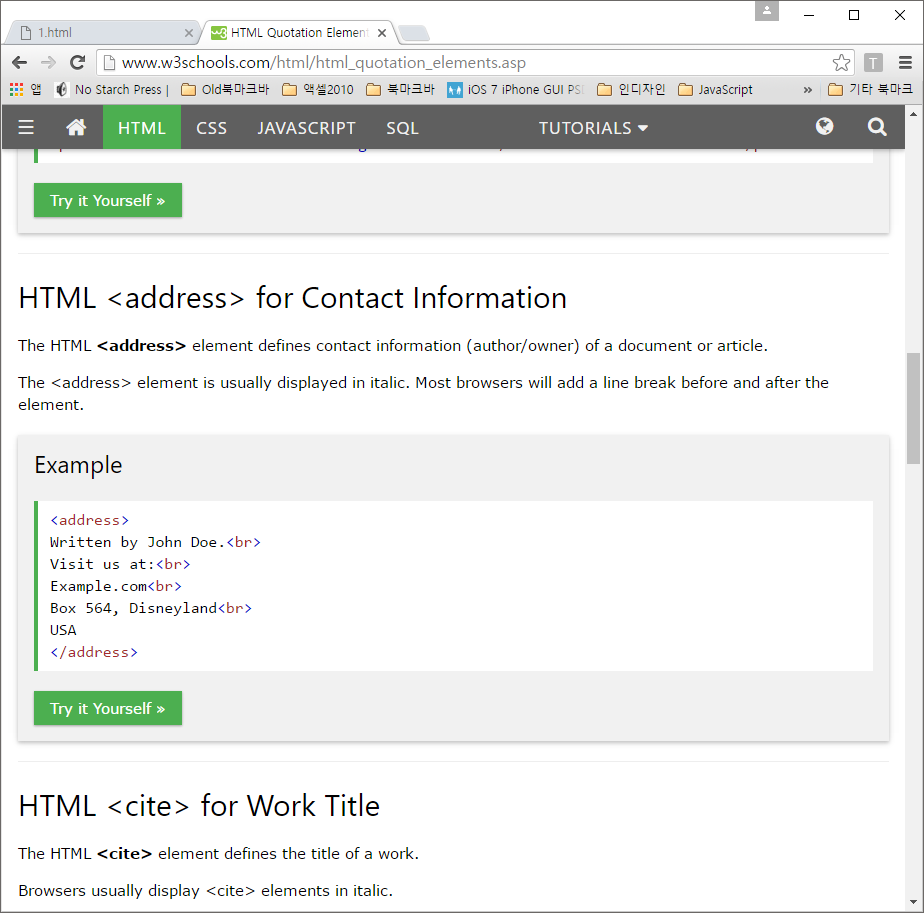 1.html
HTML Quotation Elemen
www.w3schools.com/html/html_quotation_elements.asp
T
앱 No Starch Press | Old북마크바 액셀2010 북마크바 iOS 7 iPhone GUI PS 인디자인 JavaScript » 기타 북마크
HTML CSS JAVASCRIPT SQL TUTORIALS
Try it Yourself »
HTML <address> for Contact Information
The HTML <address> element defines contact information (author/owner) of a document or article.
The <address> element is usually displayed in italic. Most browsers will add a line break before and after the
element.
Example
<address>
Written by John Doe.<br>
Visit us at:<br>
Example.com<br>
Box 564, Disneyland<br>
USA
</address>
Try it Yourself »
HTML <cite> for Work Title
The HTML <cite> element defines the title of a work.
Browsers usually display <cite> elements in italic.